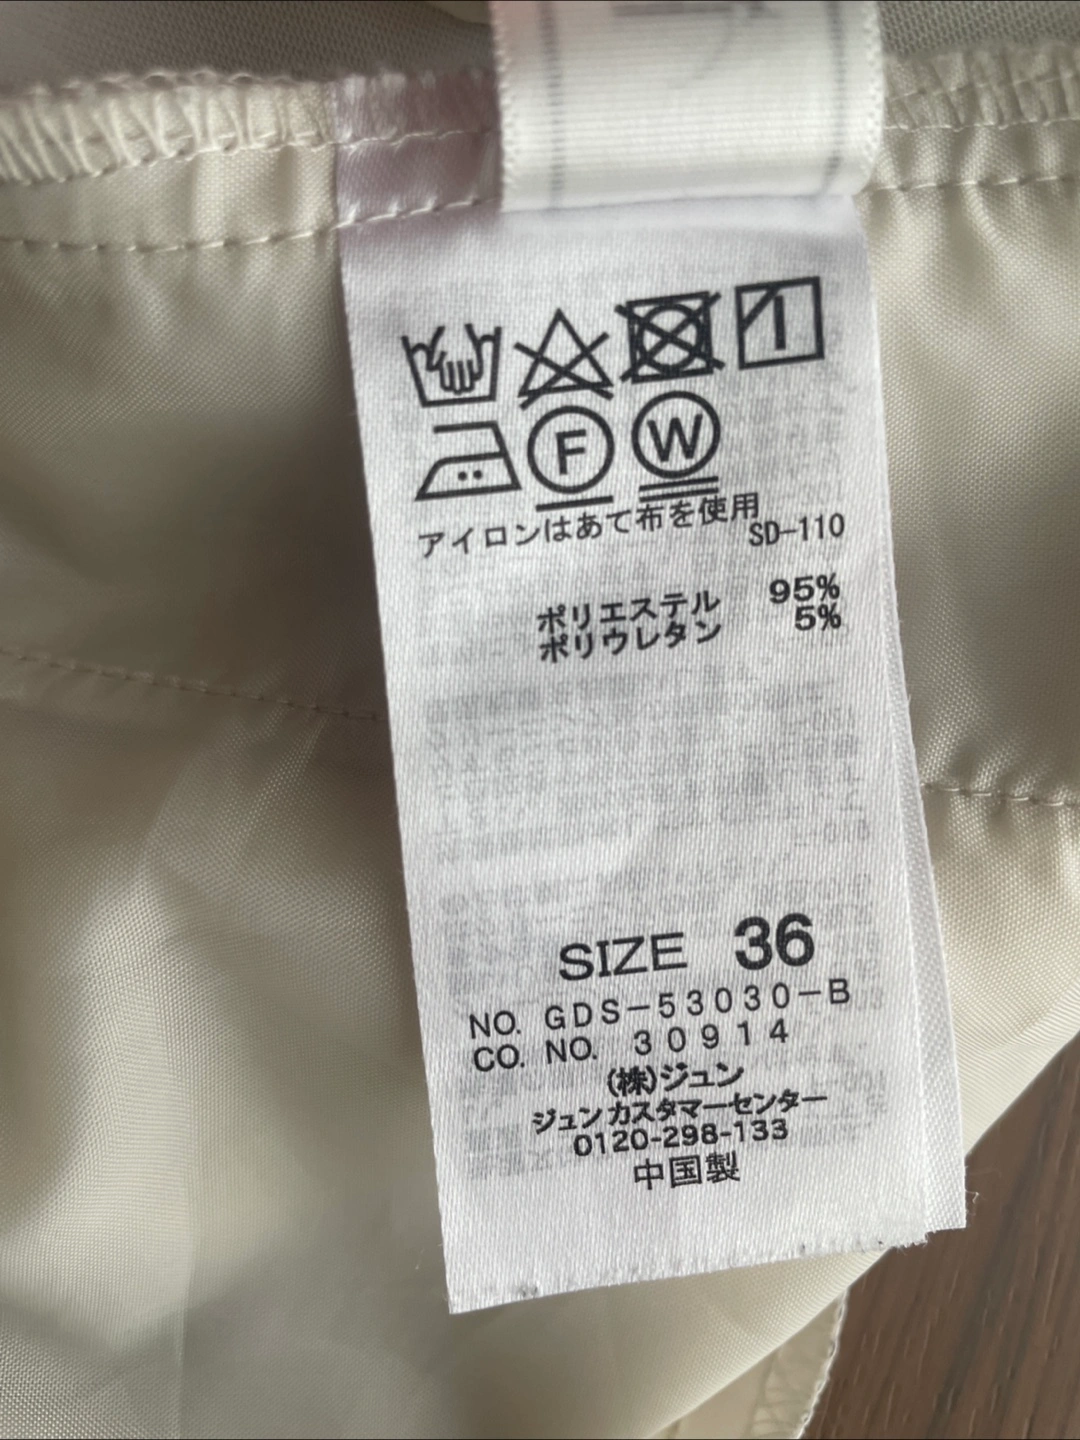 F W
アイロンはあて布を使用
SD-110
ポリエステル 95%
ポリウレタン 5%
SIZE 36
NO. GDS-53030-B
CO. NO. 30914
(株)ジュン
ジュンカスタマーセンター
0120-298-133
中国製